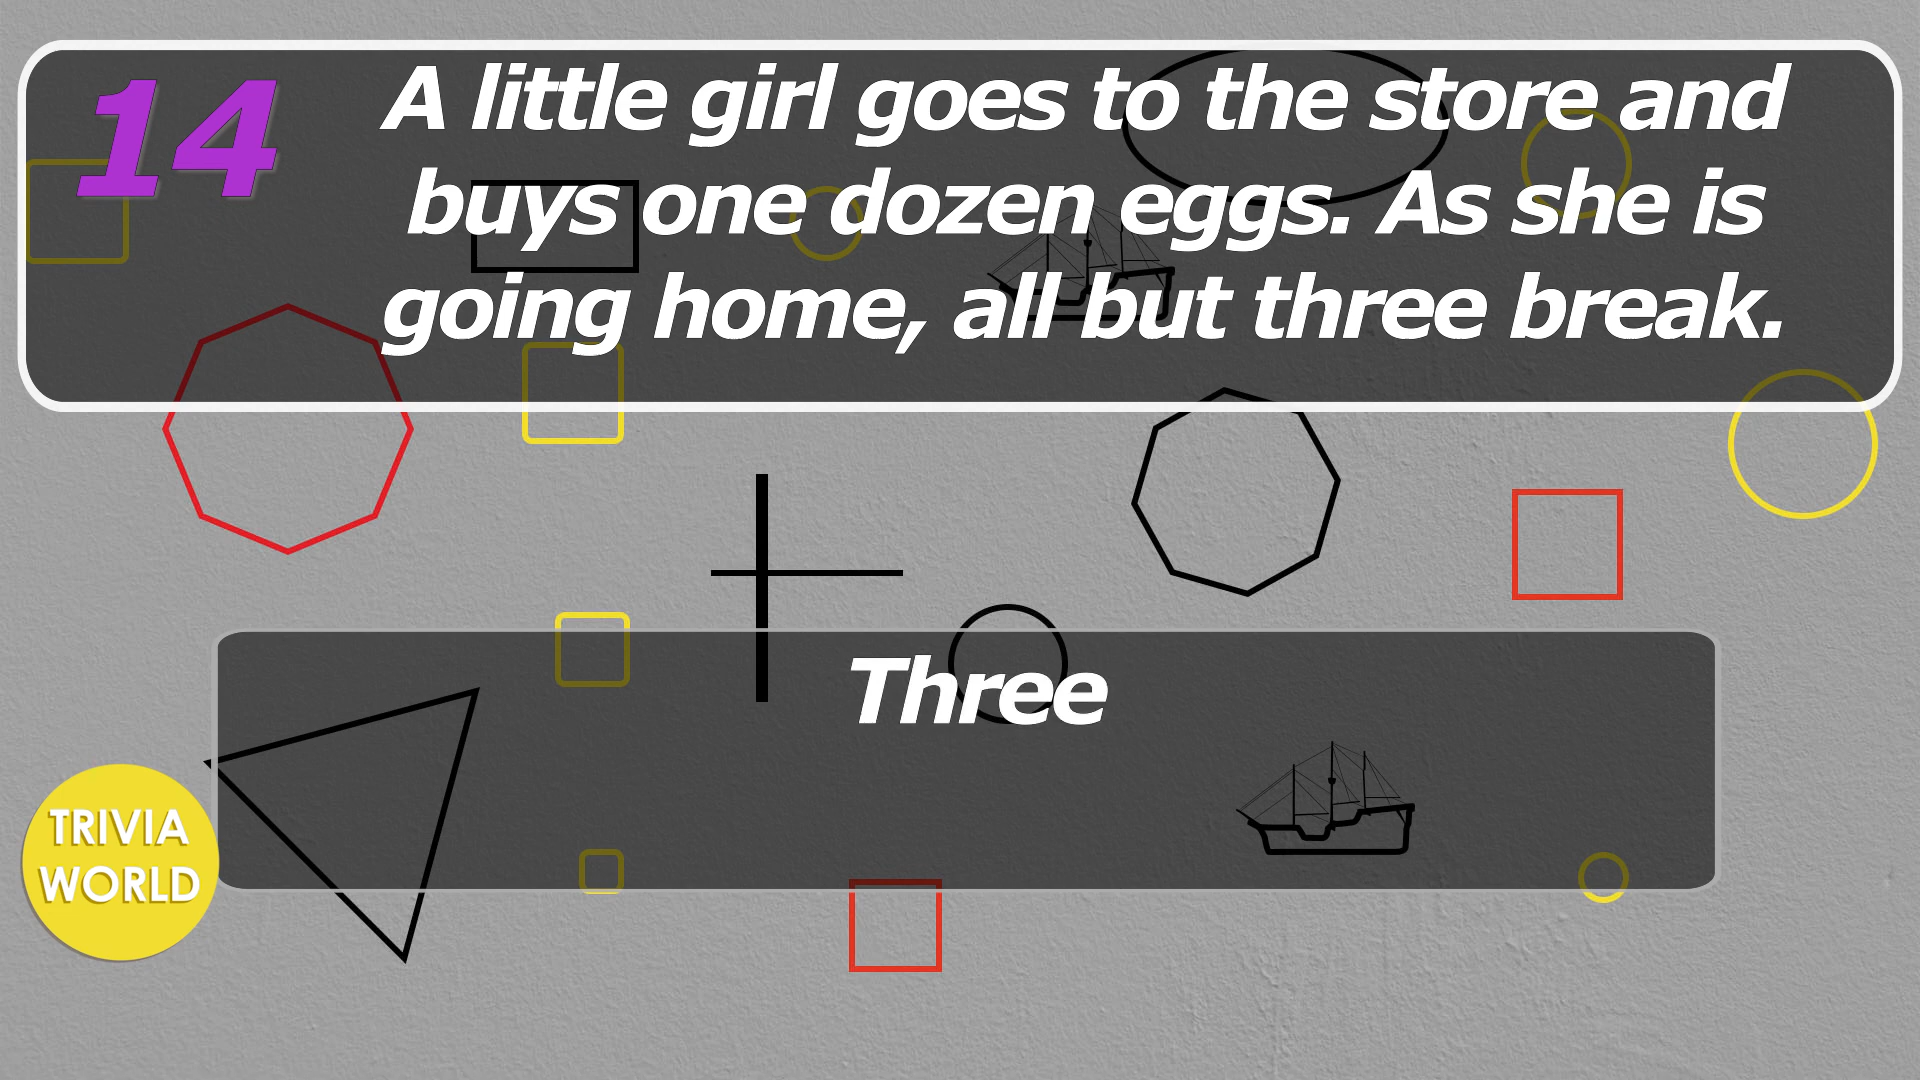 14
A little girl goes to the store and
buys one dozen eggs. As she is
going home, all but three break.
Three
TRIVIA
WORLD